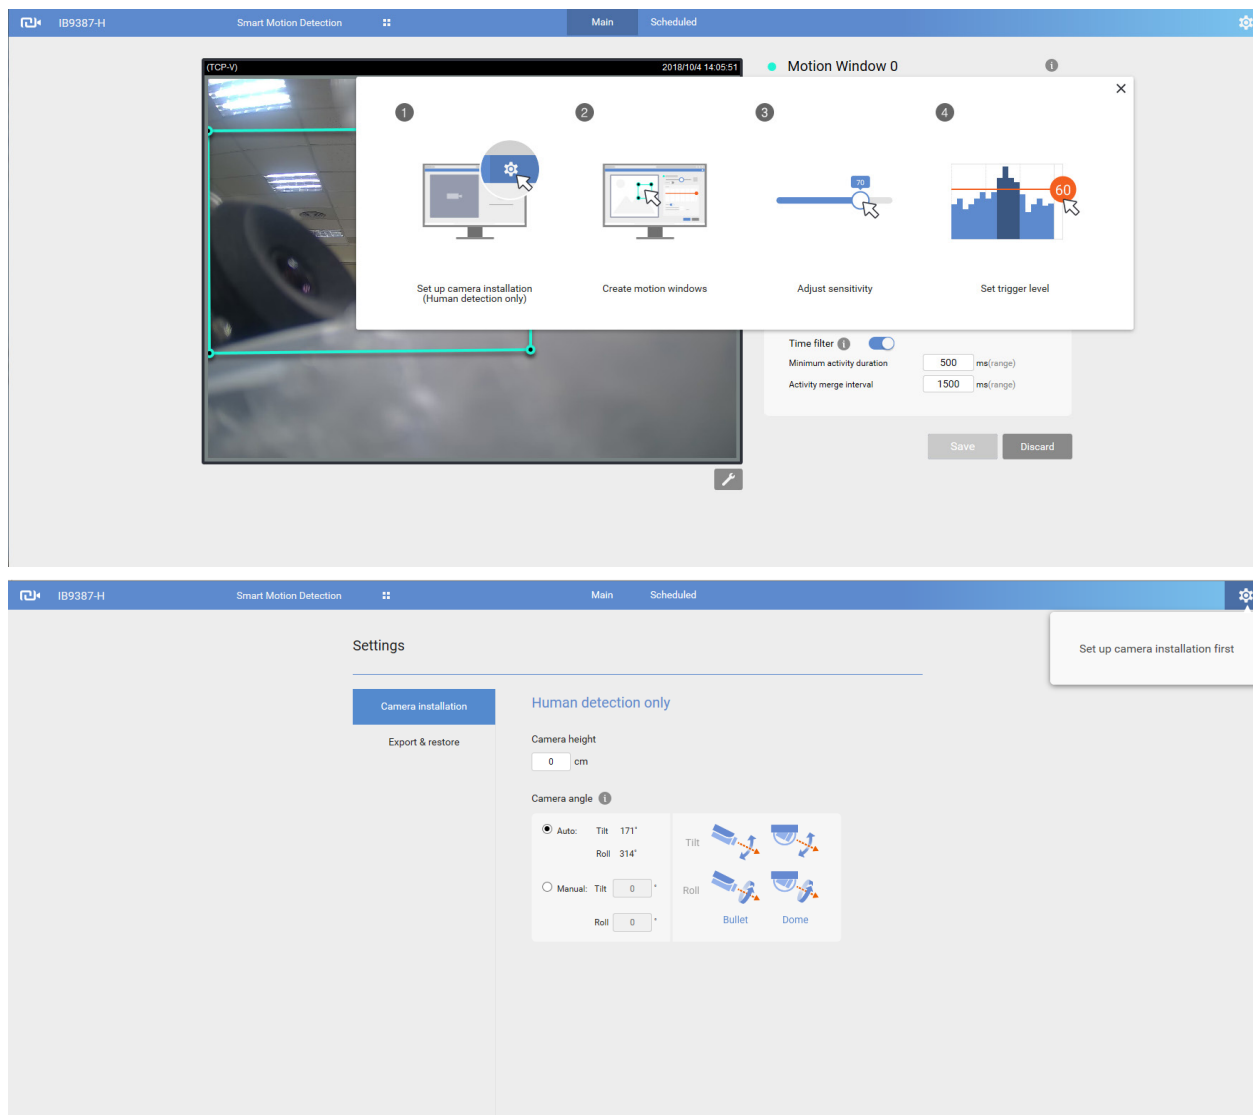 IB9387-H
Smart Motion Detection
Main
Scheduled
(TCP-V)
2018/10/4 14:05:51
Motion Window 0
i
1
2
3
4
70
60
Set up camera installation
(Human detection only)
Create motion windows
Adjust sensitivity
Set trigger level
Time filter i
Minimum activity duration 500 ms(range)
Activity merge interval 1500 ms(range)
Save
Discard
IB9387-H
Smart Motion Detection
Main
Scheduled
Set up camera installation first
Settings
Camera installation
Export & restore
Human detection only
Camera height
0 cm
Camera angle i
Auto: Tilt 171°
Roll 314°
Manual: Tilt 0 °
Roll 0 °
Tilt
Roll
Bullet
Dome